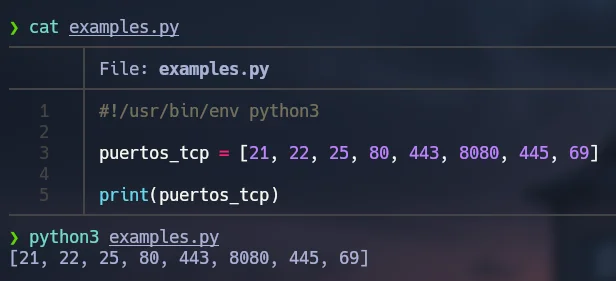 ❯ cat examples.py
File: examples.py
1 #!/usr/bin/env python3
2
3 puertos_tcp = [21, 22, 25, 80, 443, 8080, 445, 69]
4
5 print(puertos_tcp)
❯ python3 examples.py
[21, 22, 25, 80, 443, 8080, 445, 69]